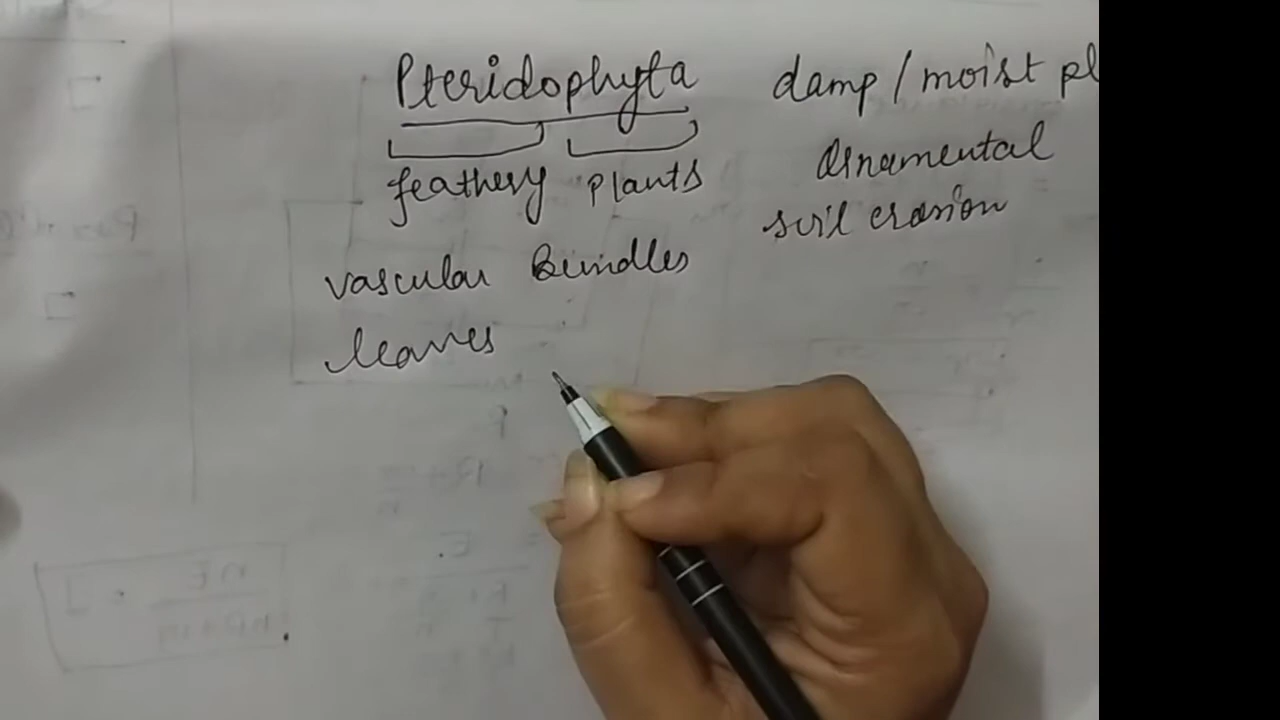 Pteridophyta damp / moist pl
feathery plants Ornamental
soil erosion
vascular Bundles
leaves